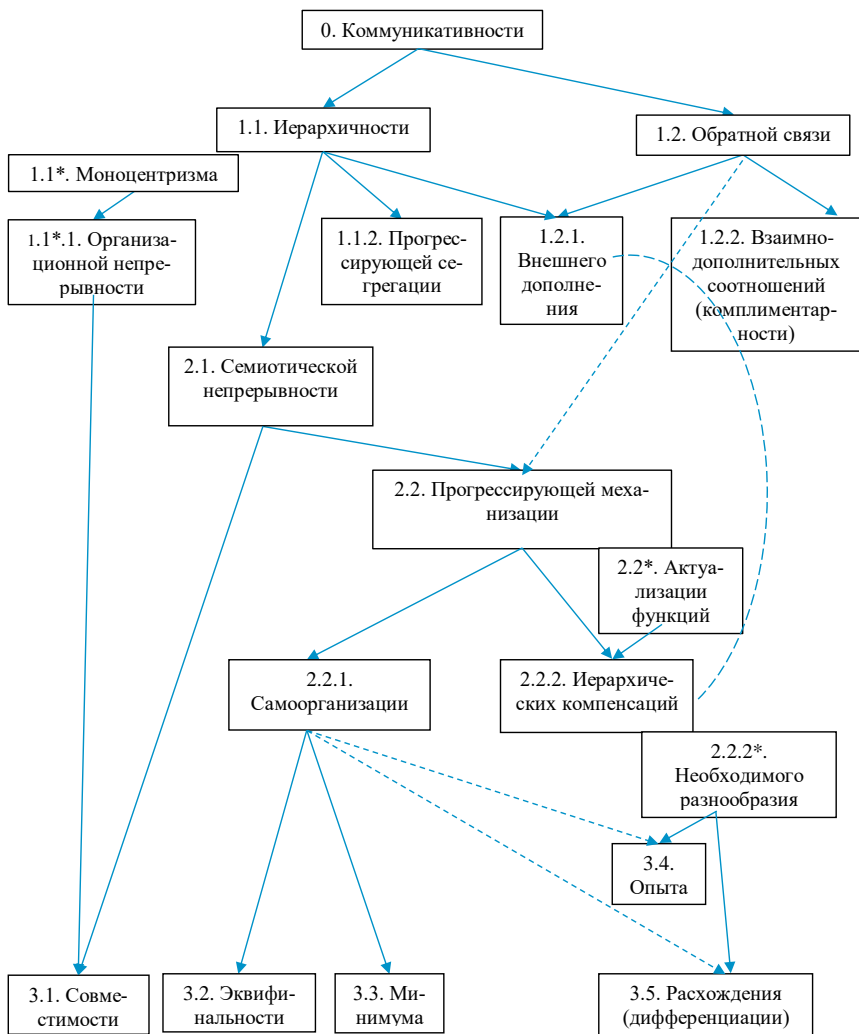 0. Коммуникативности
1.1. Иерархичности
1.2. Обратной связи
1.1*. Моноцентризма
1.1*.1. Организа-
ционной непре-
рывности
1.1.2. Прогрес-
сирующей се-
грегации
1.2.1.
Внешнего
дополне-
ния
1.2.2. Взаимно-
дополнительных
соотношений
(комплиментар-
ности)
2.1. Семиотической
непрерывности
2.2. Прогрессирующей меха-
низации
2.2*. Актуа-
лизации
функций
2.2.1.
Самоорганизации
2.2.2. Иерархиче-
ских компенсаций
2.2.2*.
Необходимого
разнообразия
3.4.
Опыта
3.1. Совме-
стимости
3.2. Эквифи-
нальности
3.3. Ми-
нимума
3.5. Расхождения
(дифференциации)